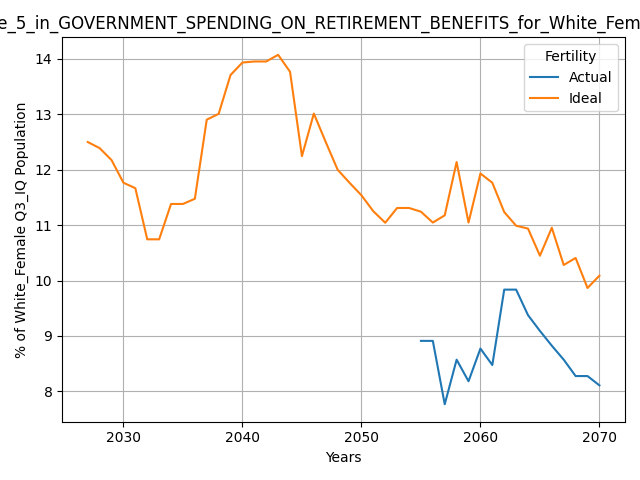 e_5_in_GOVERNMENT_SPENDING_ON_RETIREMENT_BENEFITS_for_White_Fem
Fertility
Actual
Ideal
% of White_Female Q3_IQ Population
14
13
12
11
10
9
8
2030
2040
2050
2060
2070
Years